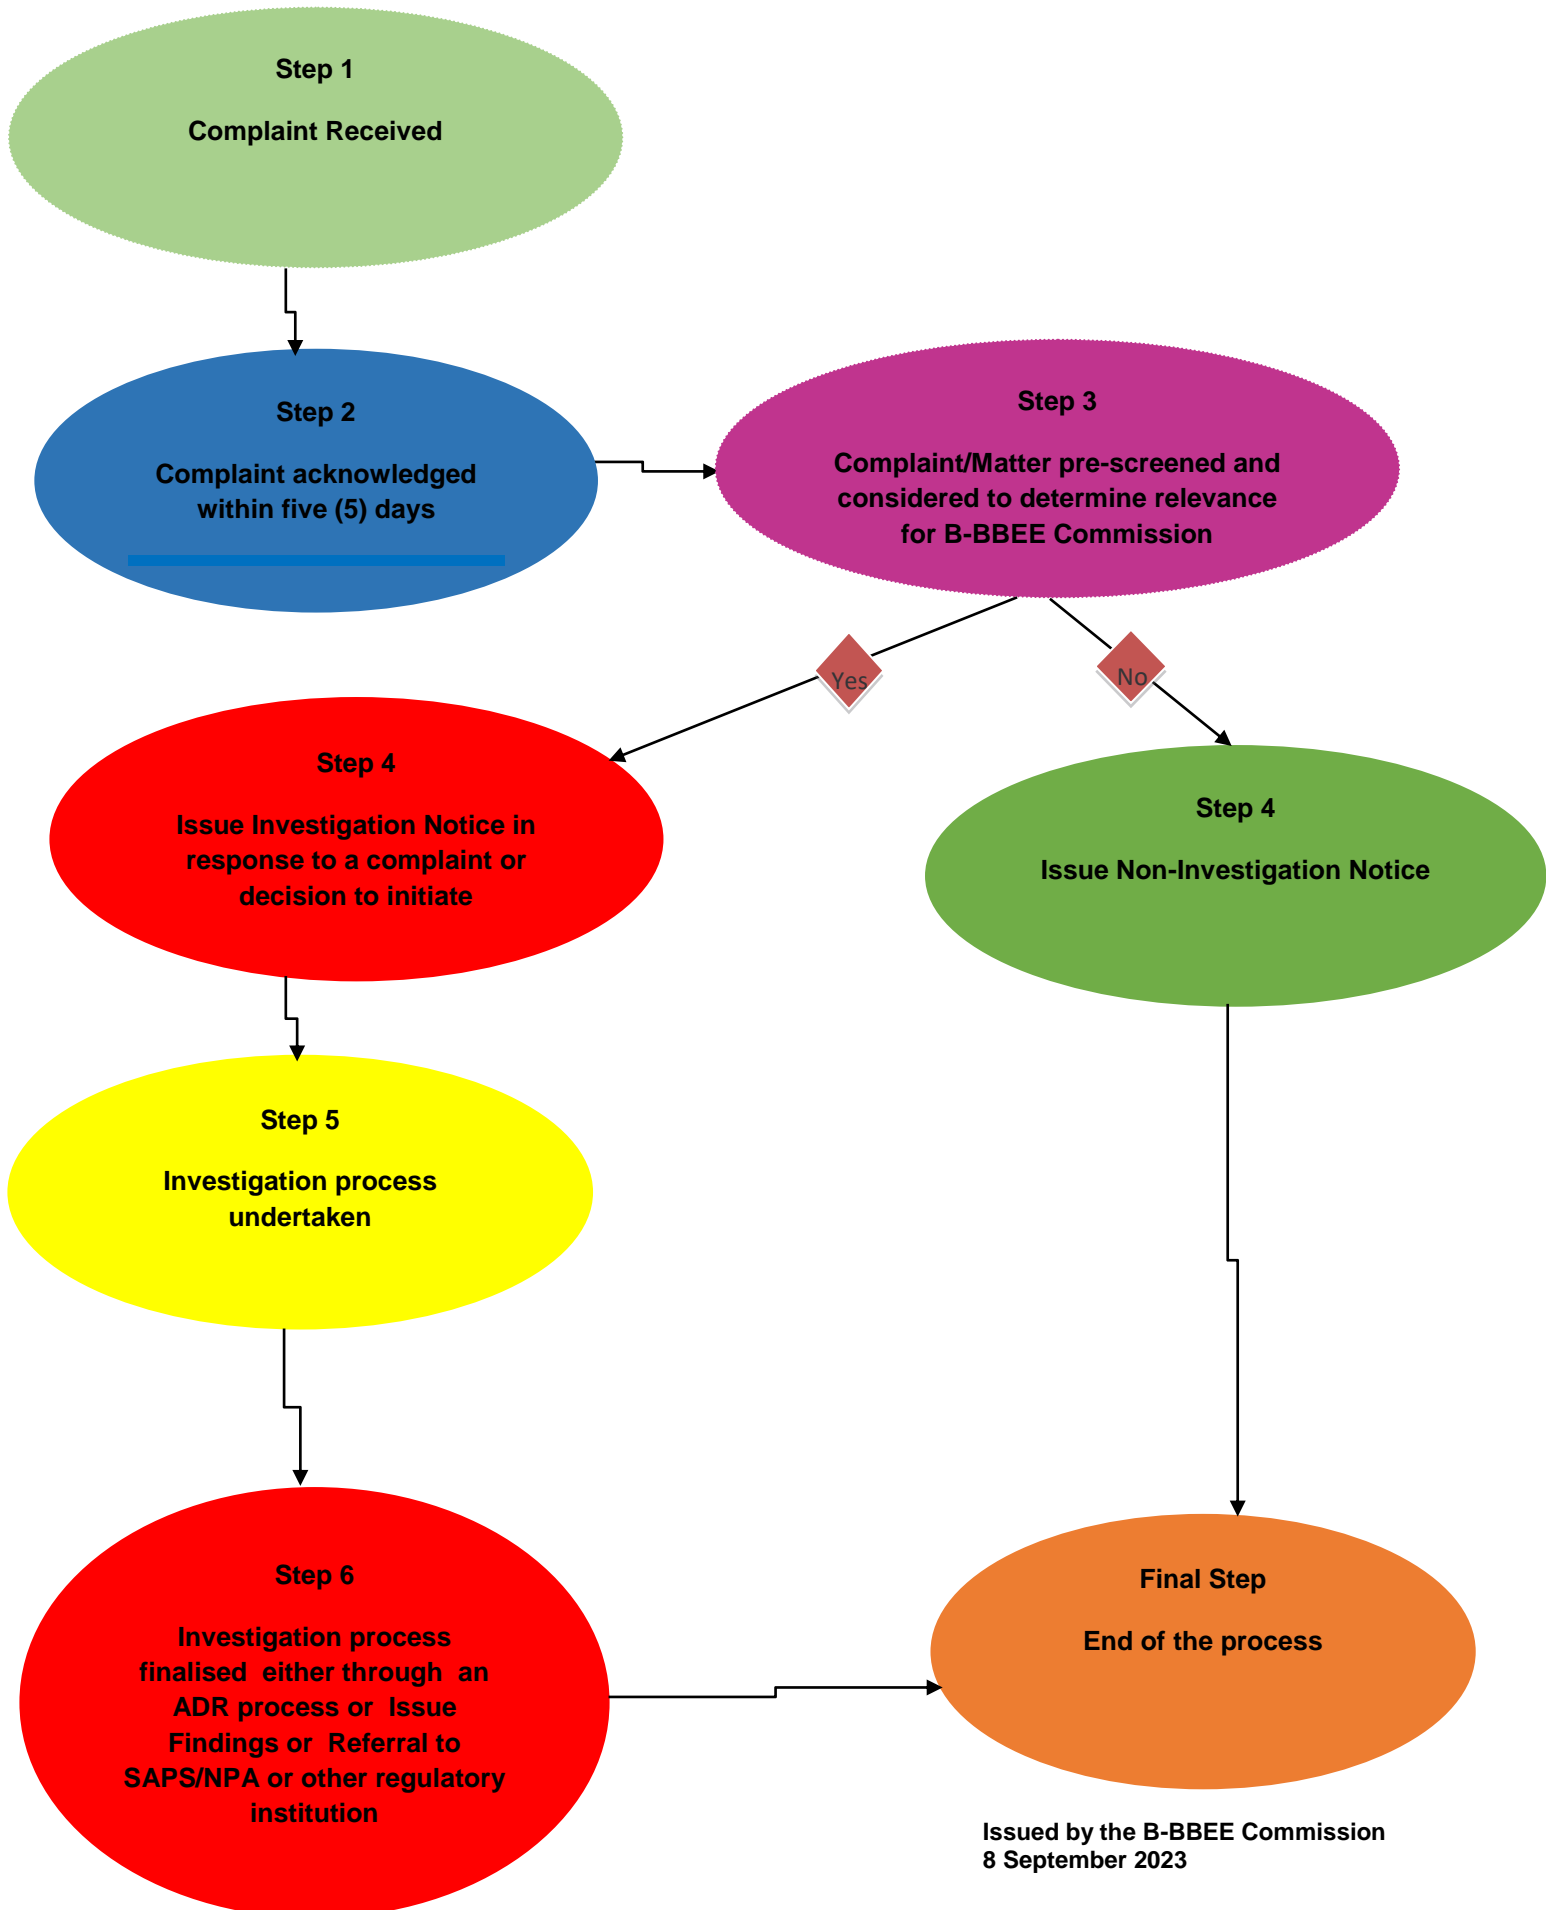 Step 1
Complaint Received
Step 2
Complaint acknowledged
within five (5) days
Step 3
Complaint/Matter pre-screened and
considered to determine relevance
for B-BBEE Commission
Yes
No
Step 4
Issue Investigation Notice in
response to a complaint or
decision to initiate
Step 4
Issue Non-Investigation Notice
Step 5
Investigation process
undertaken
Step 6
Investigation process
finalised either through an
ADR process or Issue
Findings or Referral to
SAPS/NPA or other regulatory
institution
Final Step
End of the process
Issued by the B-BBEE Commission
8 September 2023